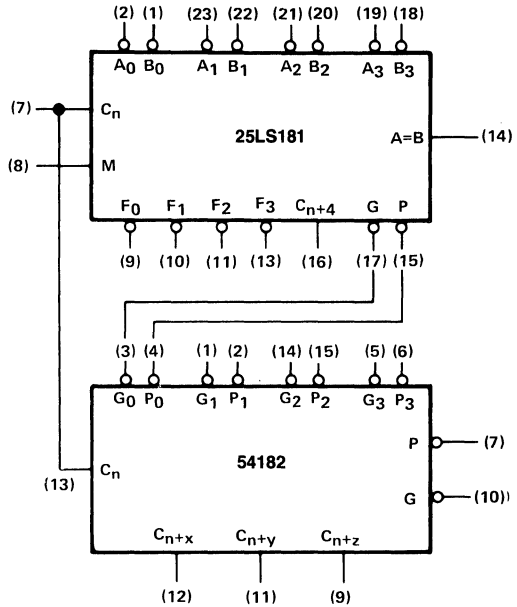 (2) (1) (23) (22) (21) (20) (19) (18)
A0 B0 A1 B1 A2 B2 A3 B3
(7) Cn
25LS181 A=B (14)
(8) M
F0 F1 F2 F3 Cn+4 G P
(9) (10) (11) (13) (16) (17) (15)
(3) (4) (1) (2) (14) (15) (5) (6)
G0 P0 G1 P1 G2 P2 G3 P3
P (7)
54182
(13) Cn
G (10))
Cn+x Cn+y Cn+z
(12) (11) (9)